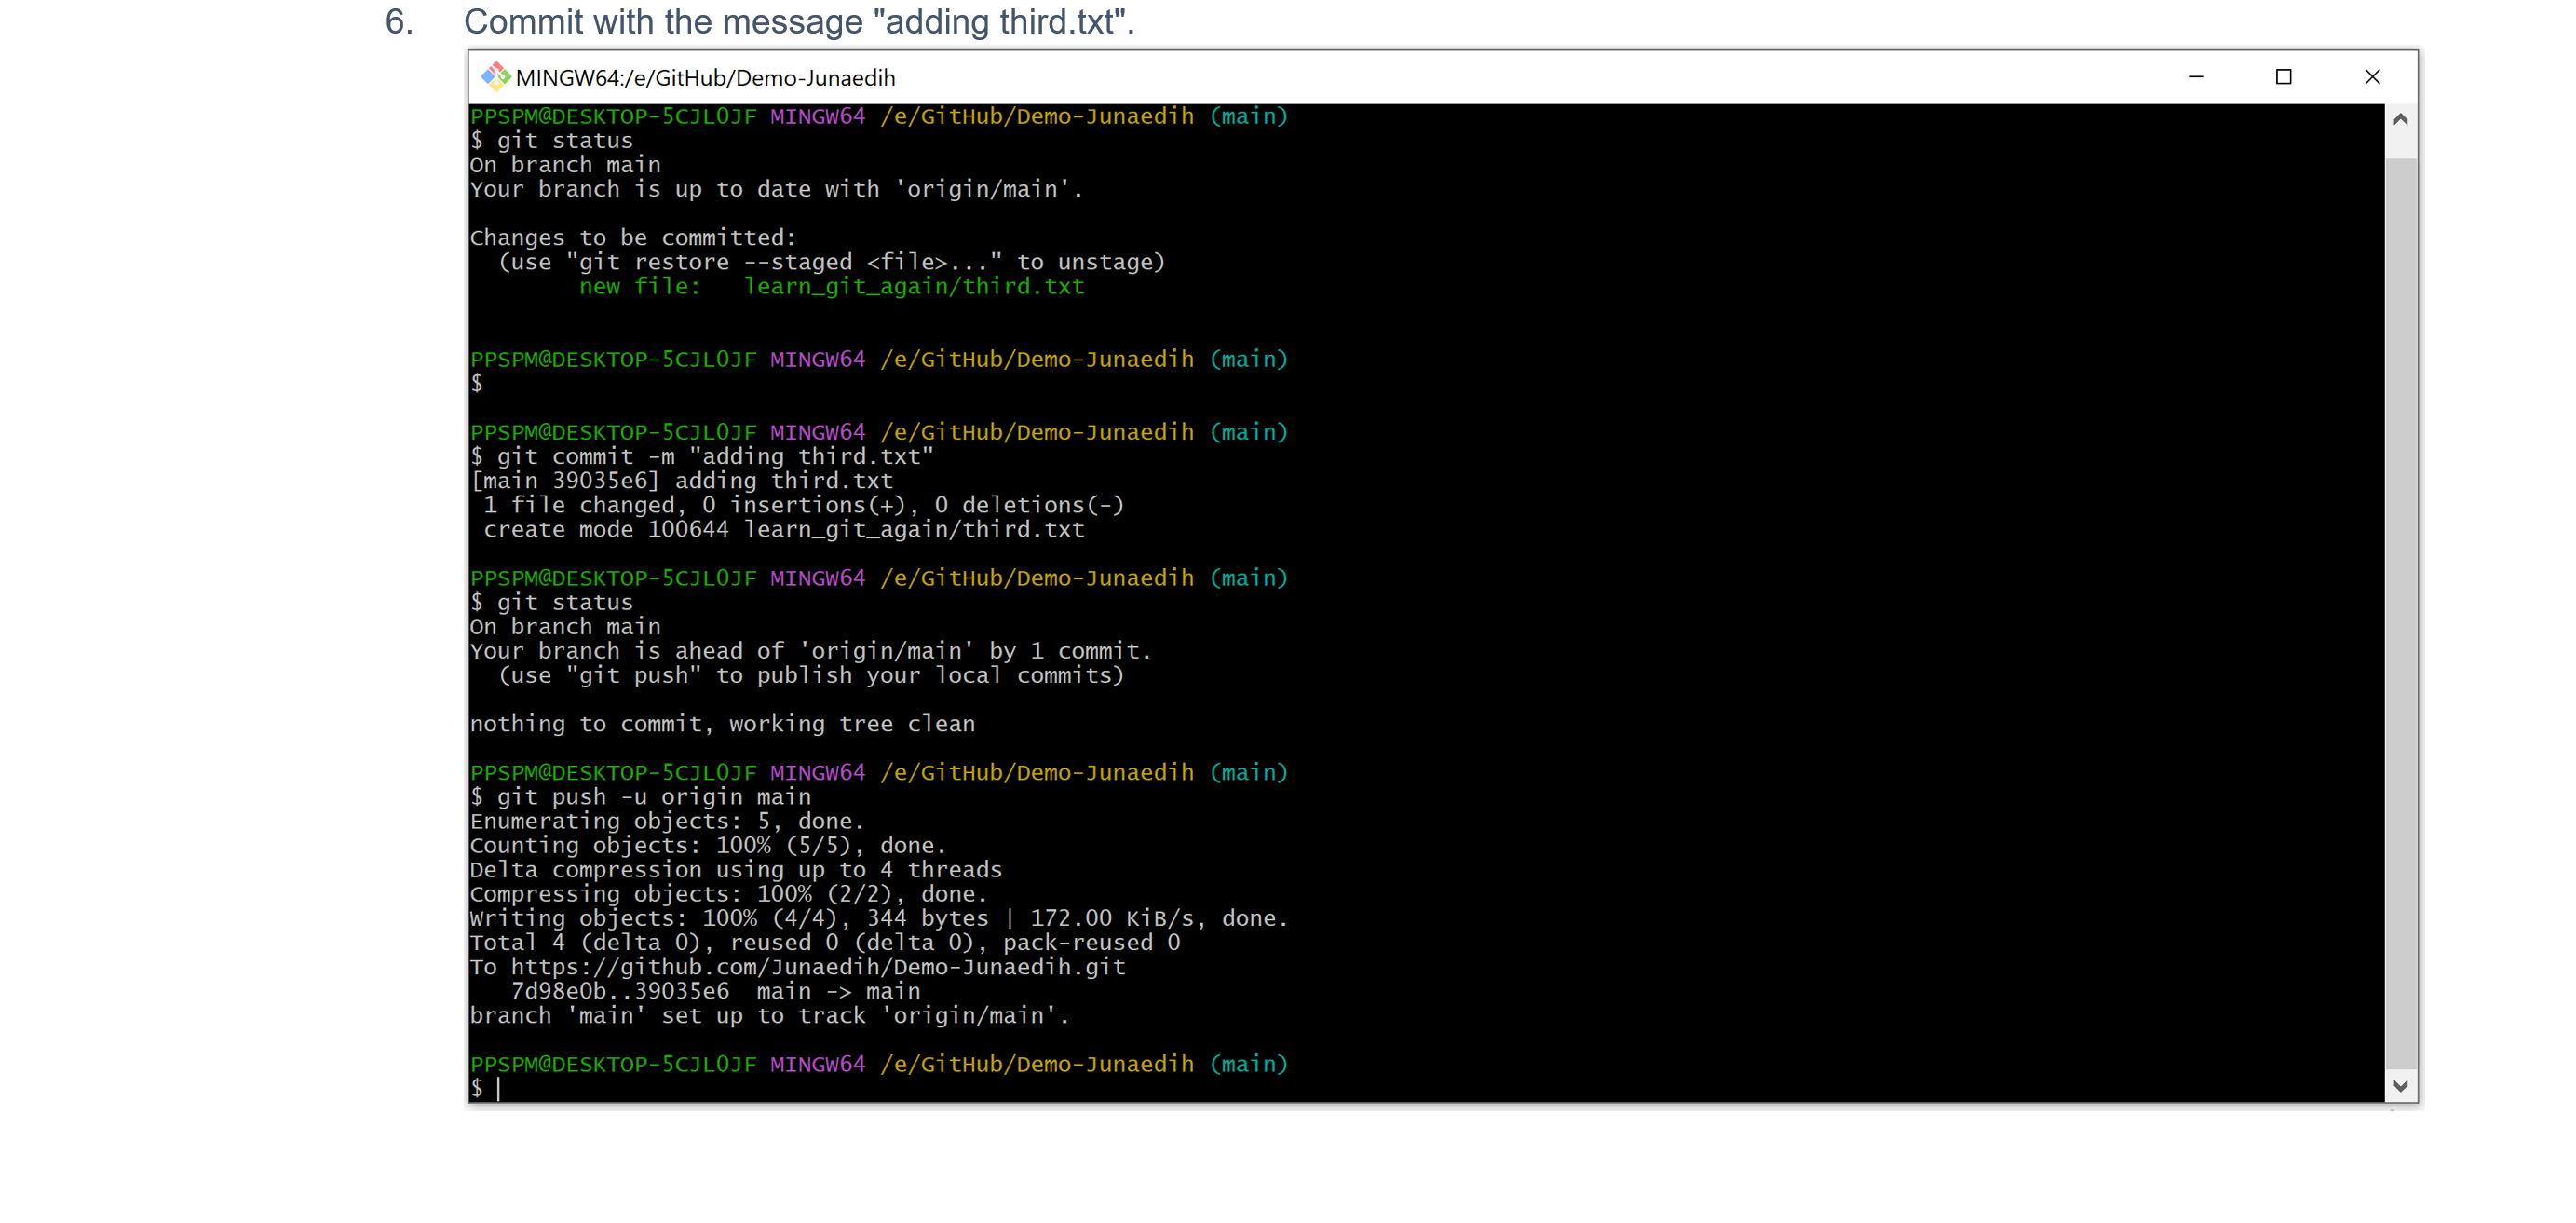 6. Commit with the message "adding third.txt".
MINGW64:/e/GitHub/Demo-Junaedih
PPSPM@DESKTOP-5CJL0JF MINGW64 /e/GitHub/Demo-Junaedih (main)
$ git status
On branch main
Your branch is up to date with 'origin/main'.
Changes to be committed:
  (use "git restore --staged <file>..." to unstage)
        new file:   learn_git_again/third.txt
PPSPM@DESKTOP-5CJL0JF MINGW64 /e/GitHub/Demo-Junaedih (main)
$
PPSPM@DESKTOP-5CJL0JF MINGW64 /e/GitHub/Demo-Junaedih (main)
$ git commit -m "adding third.txt"
[main 39035e6] adding third.txt
 1 file changed, 0 insertions(+), 0 deletions(-)
 create mode 100644 learn_git_again/third.txt
PPSPM@DESKTOP-5CJL0JF MINGW64 /e/GitHub/Demo-Junaedih (main)
$ git status
On branch main
Your branch is ahead of 'origin/main' by 1 commit.
  (use "git push" to publish your local commits)
nothing to commit, working tree clean
PPSPM@DESKTOP-5CJL0JF MINGW64 /e/GitHub/Demo-Junaedih (main)
$ git push -u origin main
Enumerating objects: 5, done.
Counting objects: 100% (5/5), done.
Delta compression using up to 4 threads
Compressing objects: 100% (2/2), done.
Writing objects: 100% (4/4), 344 bytes | 172.00 KiB/s, done.
Total 4 (delta 0), reused 0 (delta 0), pack-reused 0
To https://github.com/Junaedih/Demo-Junaedih.git
   7d98e0b..39035e6  main -> main
branch 'main' set up to track 'origin/main'.
PPSPM@DESKTOP-5CJL0JF MINGW64 /e/GitHub/Demo-Junaedih (main)
$